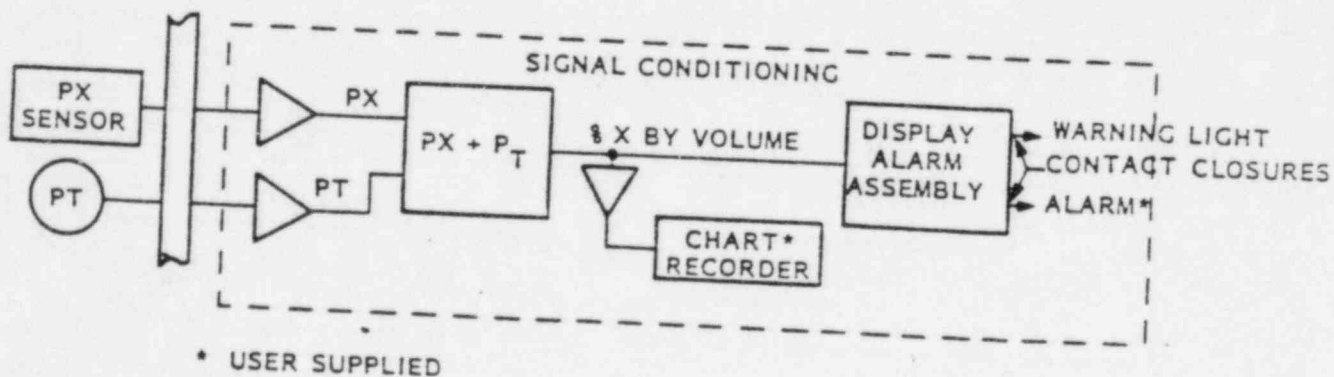 SIGNAL CONDITIONING
PX
SENSOR
PX
PX + PT
% X BY VOLUME
DISPLAY
ALARM
ASSEMBLY
WARNING LIGHT
CONTACT CLOSURES
ALARM*
PT
PT
CHART*
RECORDER
* USER SUPPLIED